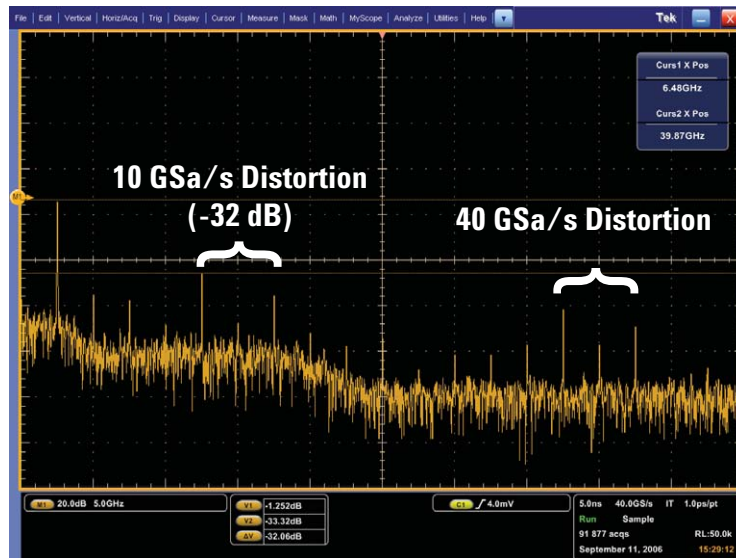 File | Edit | Vertical | Horiz/Acq | Trig | Display | Cursor | Measure | Mask | Math | MyScope | Analyze | Utilities | Help
Tek
X
Curs1 X Pos
6.48GHz
Curs2 X Pos
39.87GHz
M1
10 GSa/s Distortion
(-32 dB)
40 GSa/s Distortion
M1 20.0dB 5.0GHz
V1 -1.252dB
V2 -33.32dB
ΔV -32.06dB
C1 4.0mV
5.0ns 40.0GS/s IT 1.0ps/pt
Run Sample
91 877 acqs RL:50.0k
September 11, 2006 15:29:12